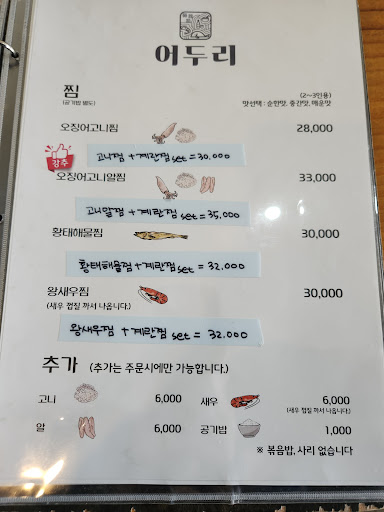 어두리
찜
(공기밥 별도)
(2~3인용)
맛선택 : 순한맛, 중간맛, 매운맛
오징어고니찜 28,000
강추
고니찜 + 계란찜 set = 30,000
오징어고니알찜 33,000
고니알찜 + 계란찜 set = 35,000
황태해물찜 30,000
황태해물찜 + 계란찜 set = 32,000
왕새우찜 30,000
(새우 껍질 까서 나옵니다.)
왕새우찜 + 계란찜 set = 32,000
추가 (추가는 주문시에만 가능합니다.)
고니 6,000 새우 6,000
(새우 껍질 까서 나옵니다)
알 6,000 공기밥 1,000
※ 볶음밥, 사리 없습니다